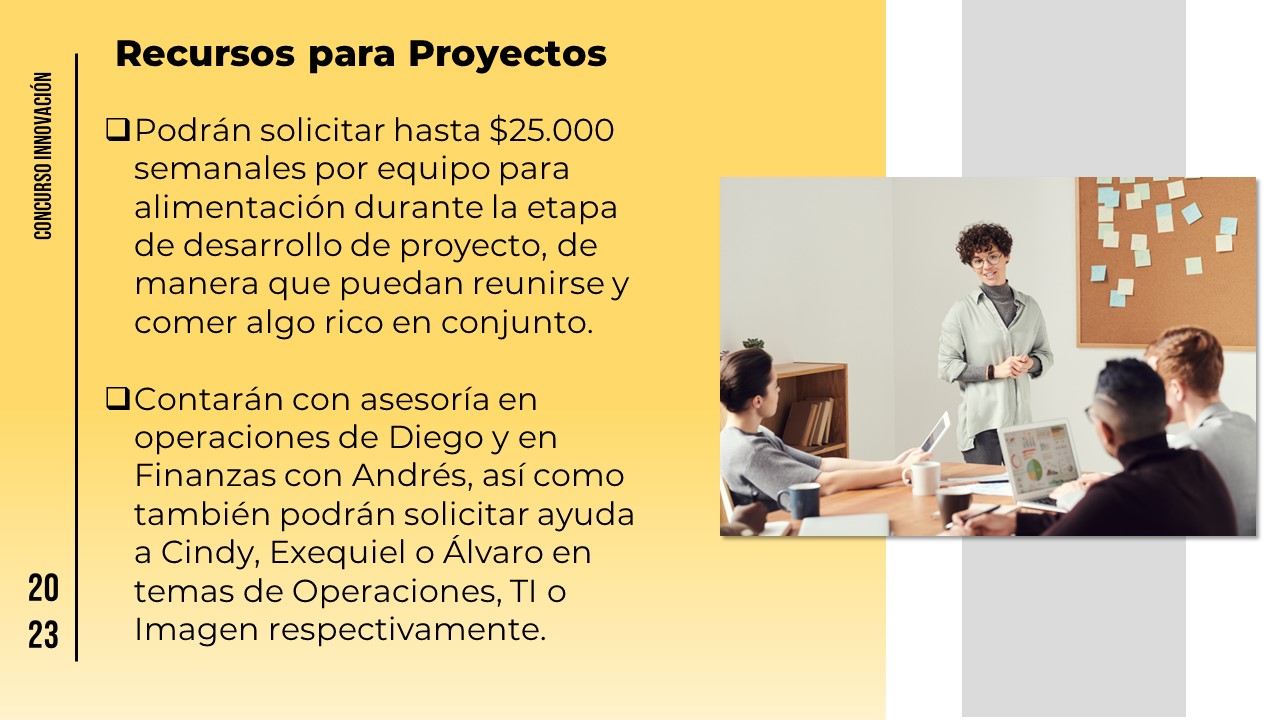 CONCURSO INNOVACIÓN
20
23
Recursos para Proyectos
❑Podrán solicitar hasta $25.000
semanales por equipo para
alimentación durante la etapa
de desarrollo de proyecto, de
manera que puedan reunirse y
comer algo rico en conjunto.
❑Contarán con asesoría en
operaciones de Diego y en
Finanzas con Andrés, así como
también podrán solicitar ayuda
a Cindy, Exequiel o Álvaro en
temas de Operaciones, TI o
Imagen respectivamente.